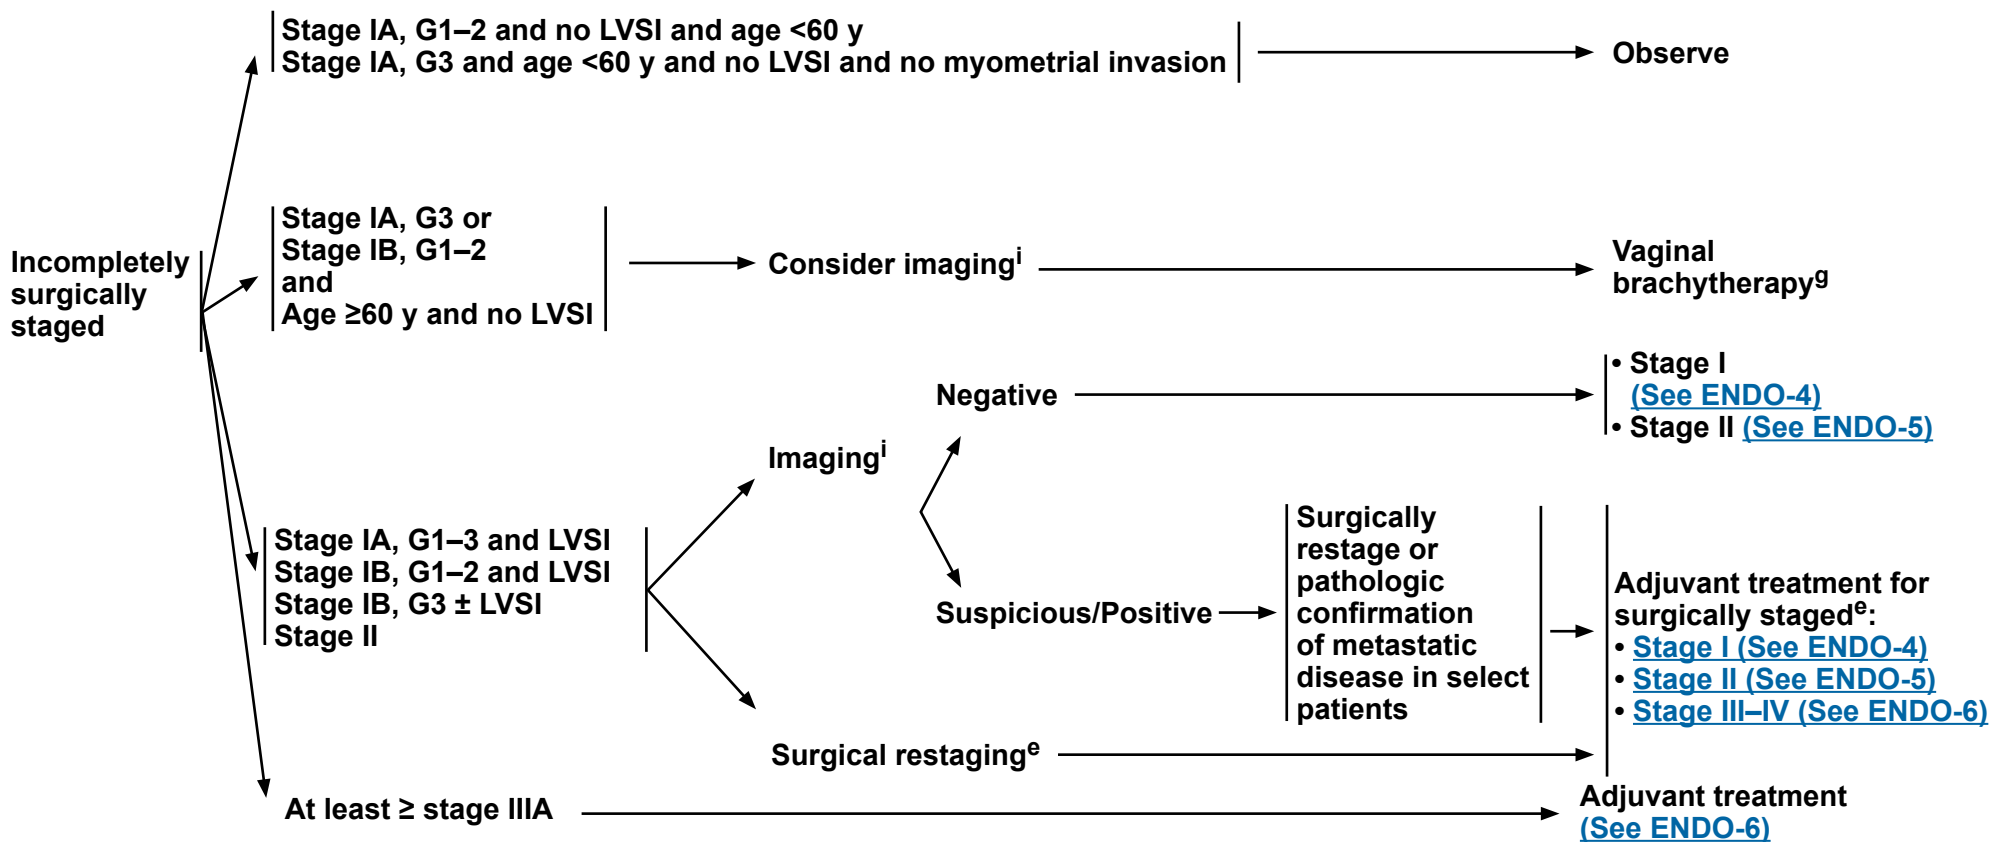 Stage IA, G1–2 and no LVSI and age <60 y
Stage IA, G3 and age <60 y and no LVSI and no myometrial invasion
Observe
Incompletely
surgically
staged
Stage IA, G3 or
Stage IB, G1–2
and
Age ≥60 y and no LVSI
Consider imagingi
Vaginal
brachytherapyg
Stage IA, G1–3 and LVSI
Stage IB, G1–2 and LVSI
Stage IB, G3 ± LVSI
Stage II
Imagingi
Negative
• Stage I
(See ENDO-4)
• Stage II (See ENDO-5)
Suspicious/Positive
Surgically
restage or
pathologic
confirmation
of metastatic
disease in select
patients
Adjuvant treatment for
surgically stagede:
• Stage I (See ENDO-4)
• Stage II (See ENDO-5)
• Stage III–IV (See ENDO-6)
Surgical restaginge
At least ≥ stage IIIA
Adjuvant treatment
(See ENDO-6)